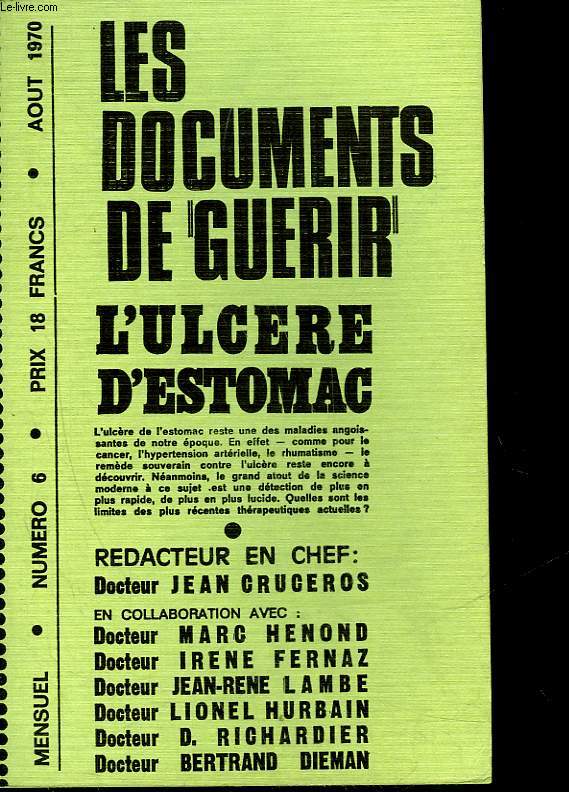 Le-livre.com
MENSUEL ● NUMERO 6 ● PRIX 18 FRANCS ● AOUT 1970
LES
DOCUMENTS
DE "GUERIR"
L'ULCERE
D'ESTOMAC
L'ulcère de l'estomac reste une des maladies angois-
santes de notre époque. En effet — comme pour le
cancer, l'hypertension artérielle, le rhumatisme — le
remède souverain contre l'ulcère reste encore à
découvrir. Néanmoins, le grand atout de la science
moderne à ce sujet .est une détection de plus en
plus rapide, de plus en plus lucide. Quelles sont les
limites des plus récentes thérapeutiques actuelles ?
●
REDACTEUR EN CHEF:
Docteur JEAN CRUCEROS
EN COLLABORATION AVEC :
Docteur MARC HENOND
Docteur IRENE FERNAZ
Docteur JEAN-RENE LAMBE
Docteur LIONEL HURBAIN
Docteur D. RICHARDIER
Docteur BERTRAND DIEMAN